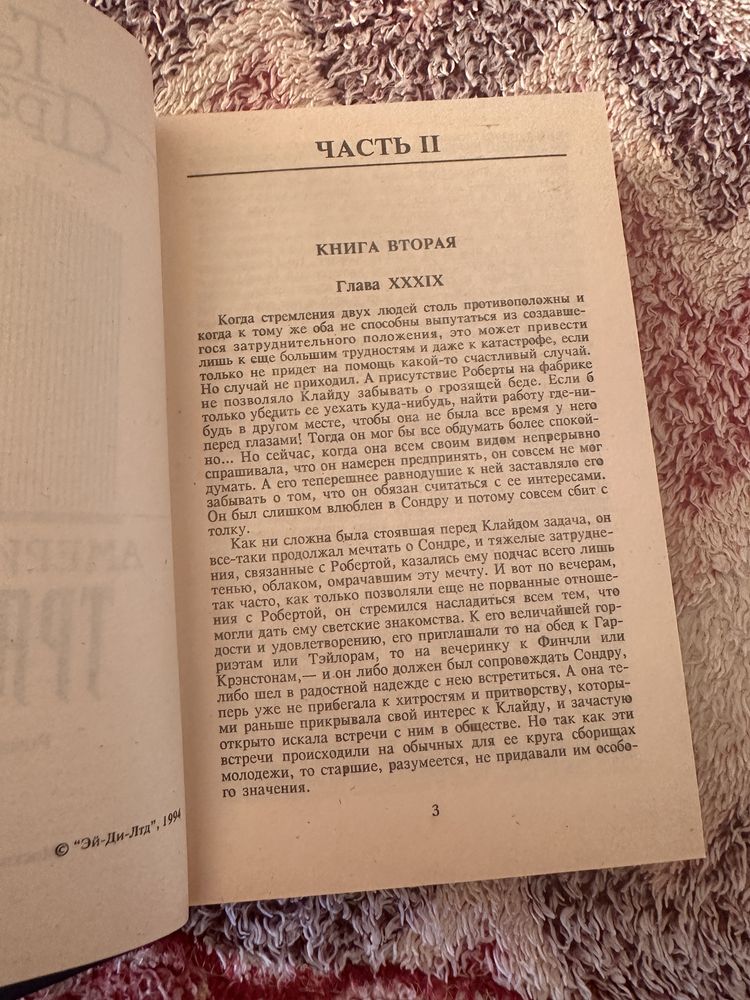 © "Эй-Ди-Лтд", 1994
ЧАСТЬ II
КНИГА ВТОРАЯ
Глава XXXIX
Когда стремления двух людей столь противоположны и
когда к тому же оба не способны выпутаться из создавше-
гося затруднительного положения, это может привести
лишь к еще большим трудностям и даже к катастрофе, если
только не придет на помощь какой-то счастливый случай.
Но случай не приходил. А присутствие Роберты на фабрике
не позволяло Клайду забывать о грозящей беде. Если б
только убедить ее уехать куда-нибудь, найти работу где-ни-
будь в другом месте, чтобы она не была все время у него
перед глазами! Тогда он мог бы все обдумать более спокой-
но... Но сейчас, когда она всем своим видом непрерывно
спрашивала, что он намерен предпринять, он совсем не мог
думать. А его теперешнее равнодушие к ней заставляло его
забывать о том, что он обязан считаться с ее интересами.
Он был слишком влюблен в Сондру и потому совсем сбит с
толку.
Как ни сложна была стоявшая перед Клайдом задача, он
все-таки продолжал мечтать о Сондре, и тяжелые затрудне-
ния, связанные с Робертой, казались ему подчас всего лишь
тенью, облаком, омрачавшим эту мечту. И вот по вечерам,
так часто, как только позволяли еще не порванные отноше-
ния с Робертой, он стремился насладиться всем тем, что
могли дать ему светские знакомства. К его величайшей гор-
дости и удовлетворению, его приглашали то на обед к Гар-
риэтам или Тэйлорам, то на вечеринку к Финчли или
Крэнстонам,— и он либо должен был сопровождать Сондру,
либо шел в радостной надежде с нею встретиться. А она те-
перь уже не прибегала к хитростям и притворству, которы-
ми раньше прикрывала свой интерес к Клайду, и зачастую
открыто искала встречи с ним в обществе. Но так как эти
встречи происходили на обычных для ее круга сборищах
молодежи, то старшие, разумеется, не придавали им особо-
го значения.
3